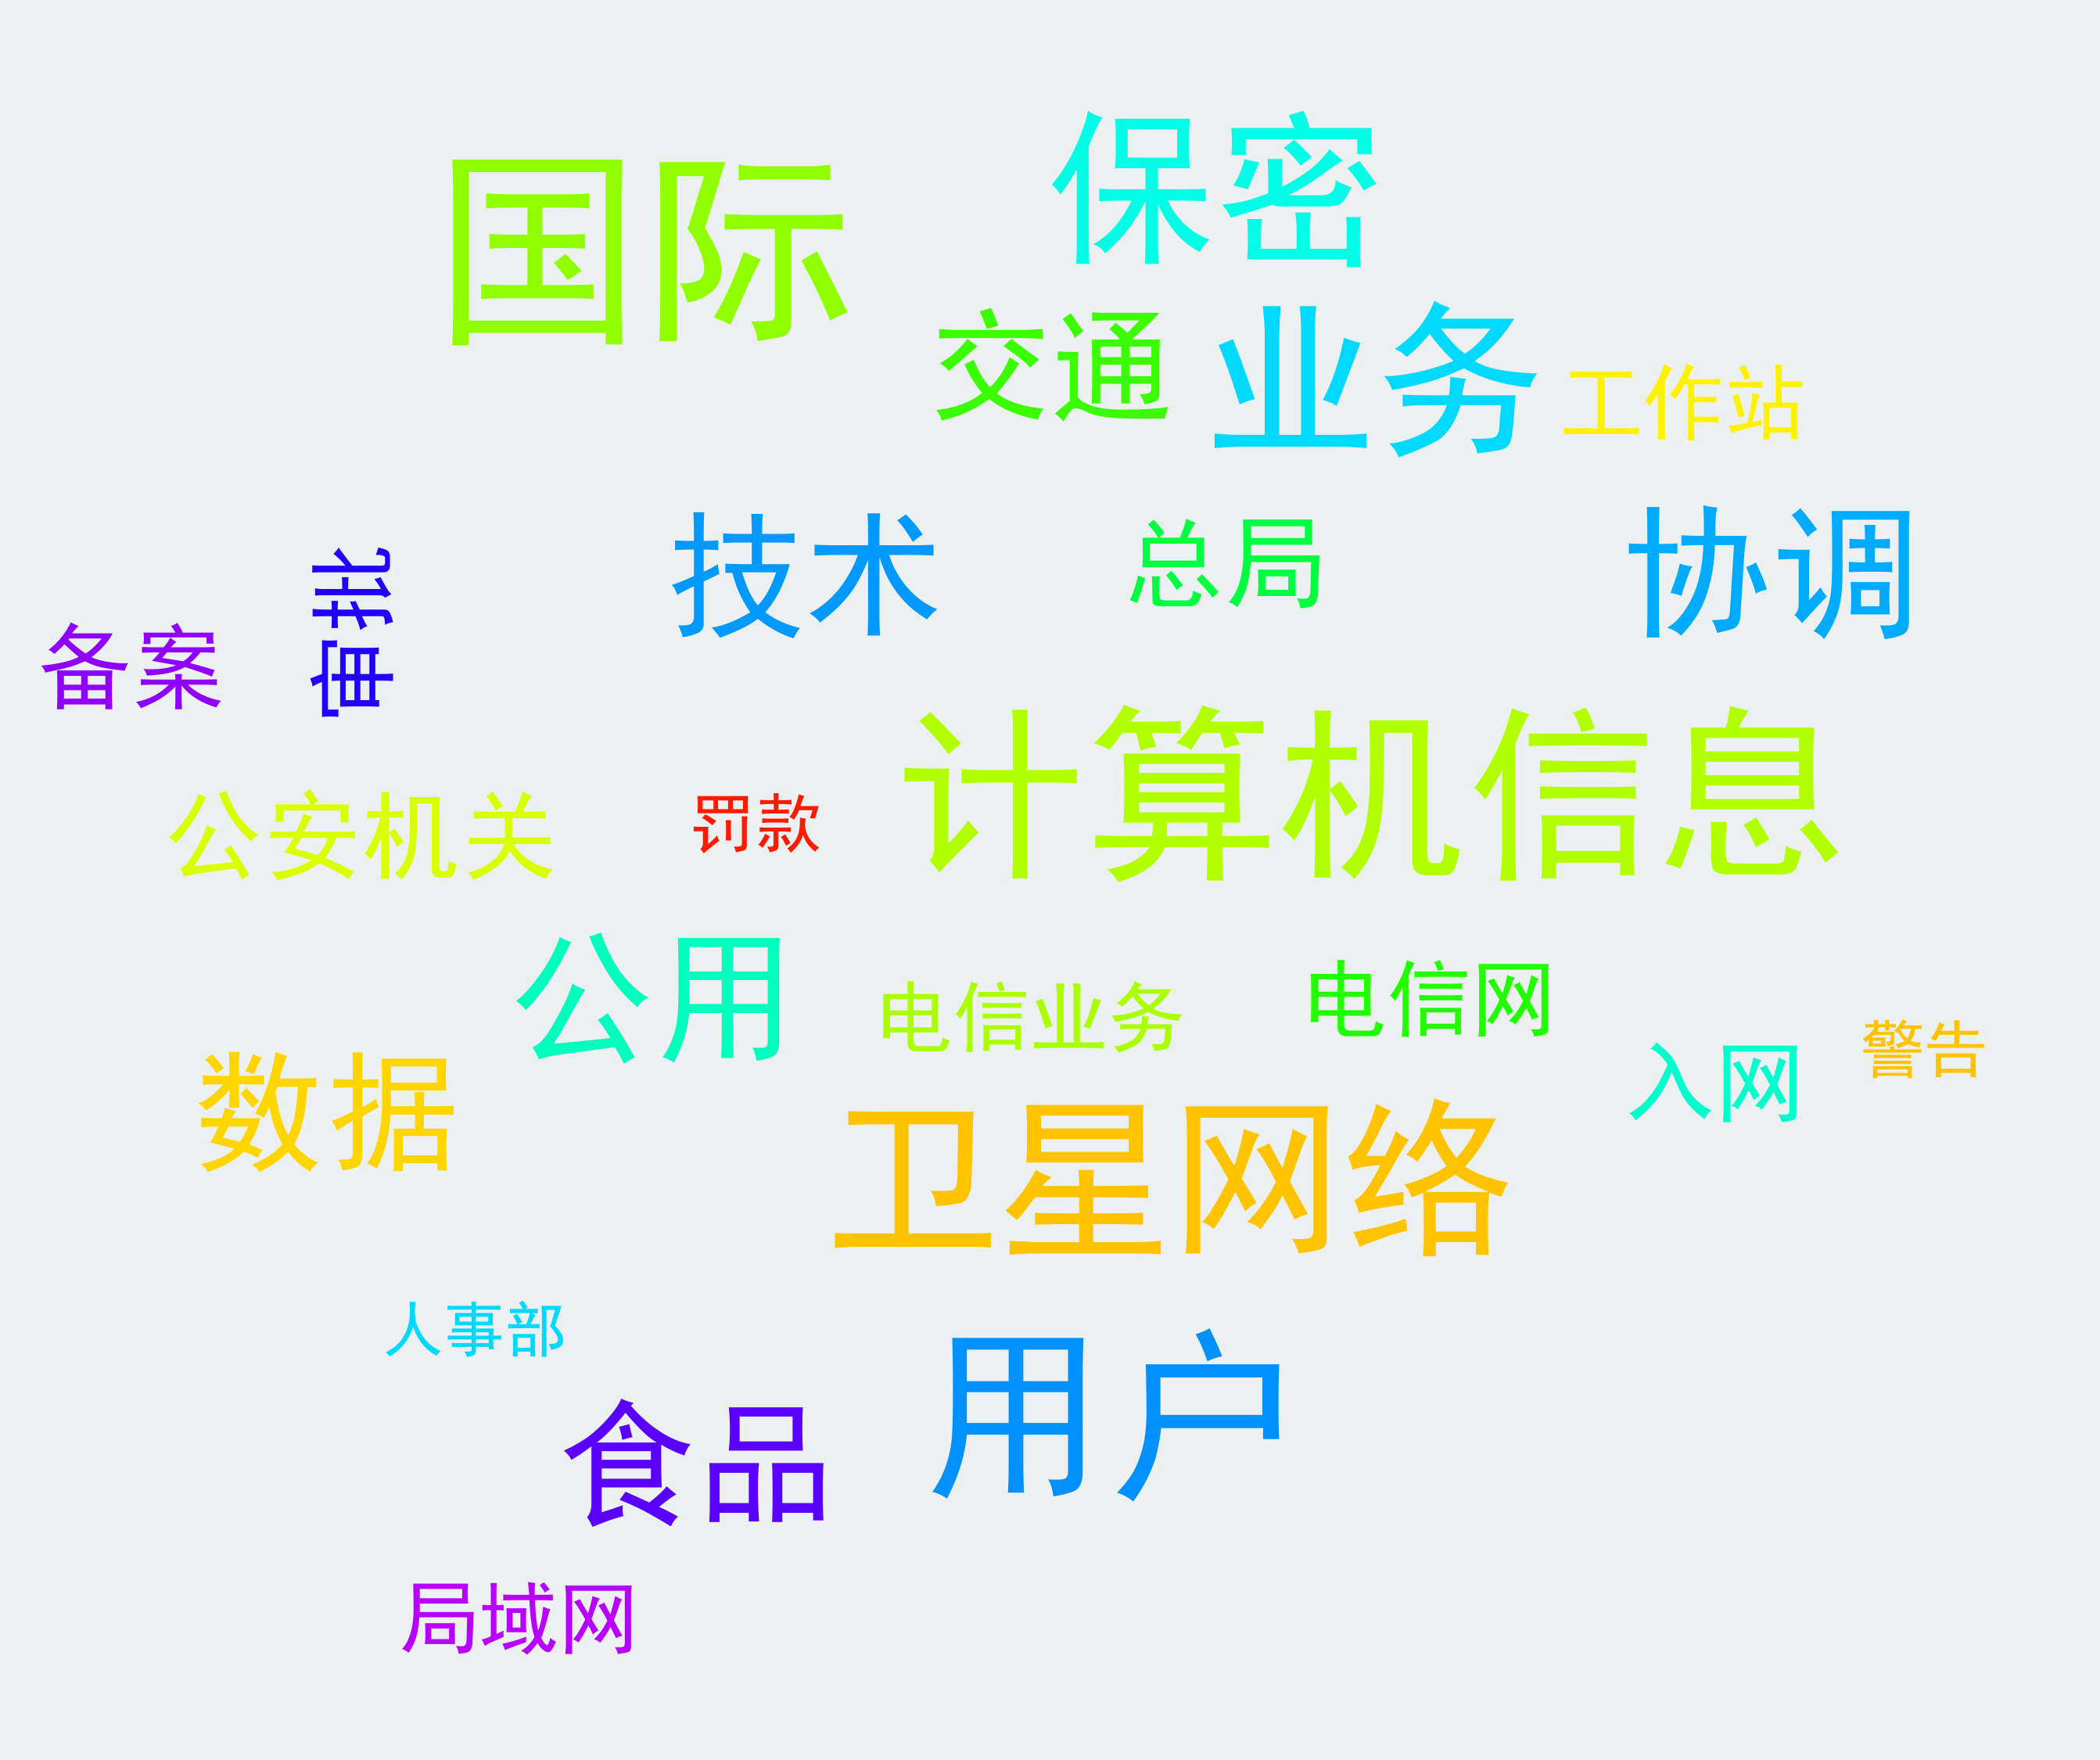 保密
国际
交通
业务
工作站
技术
总局
协调
审批
备案
计算机信息
公安机关
罚款
公用
电信业务
电信网
警告
入网
数据
卫星网络
人事部
用户
食品
局域网